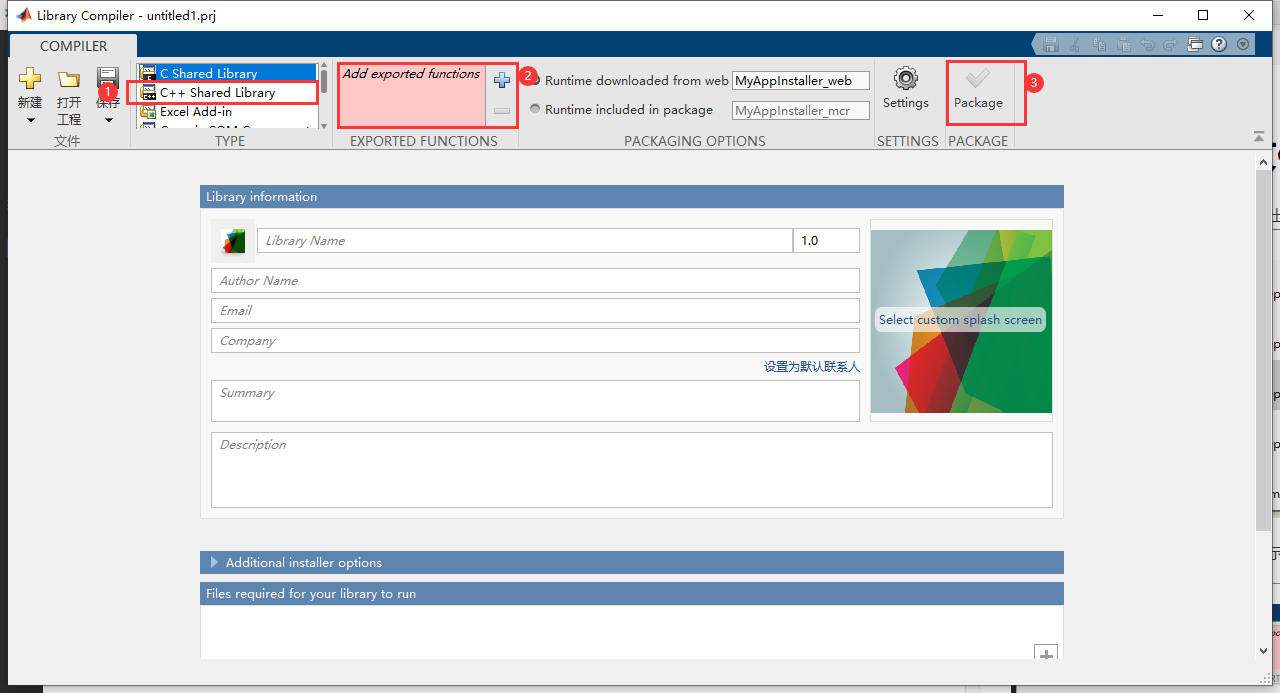 Library Compiler - untitled1.prj
COMPILER
新建
打开
工程
保存
文件
1
C Shared Library
C++ Shared Library
Excel Add-in
TYPE
Add exported functions
2
EXPORTED FUNCTIONS
Runtime downloaded from web
MyAppInstaller_web
Runtime included in package
MyAppInstaller_mcr
PACKAGING OPTIONS
Settings
SETTINGS
Package
3
PACKAGE
Library information
Library Name
1.0
Author Name
Email
Company
设置为默认联系人
Summary
Description
Select custom splash screen
Additional installer options
Files required for your library to run